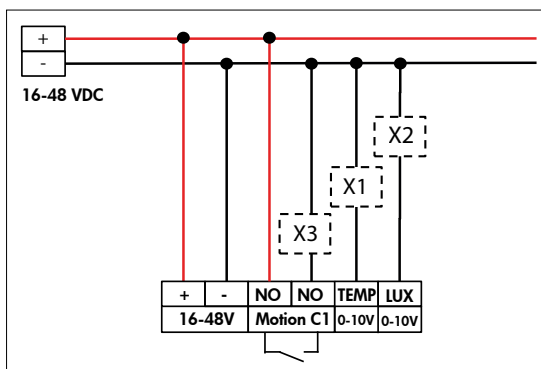 +
-
16-48 VDC
X2
X1
X3
+ - NO NO TEMP LUX
16-48V Motion C1 0-10V 0-10V